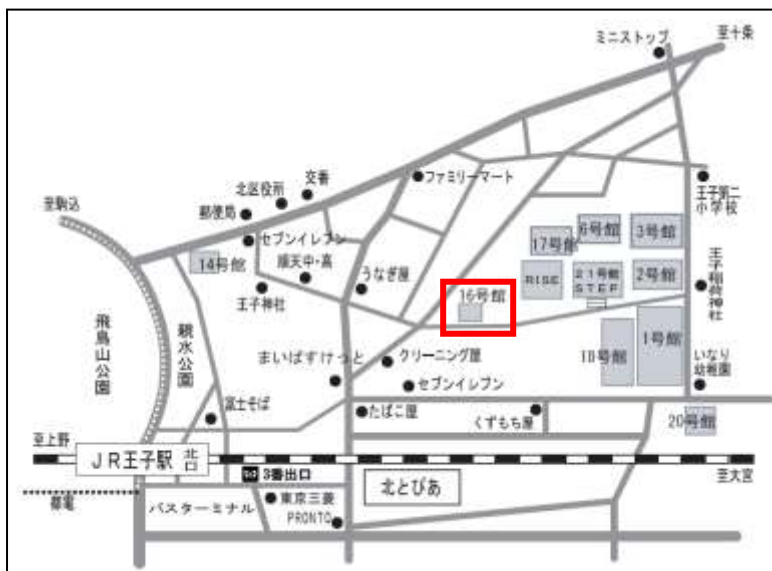 至十条
ミニストップ
交番
北区役所
ファミリーマート
王子第二
小学校
至駒込
郵便局
セブンイレブン
6号館
3号館
17号館
14号館
順天中・高
うなぎ屋
RISE
21号館
STEP
2号館
王子稲荷神社
王子神社
16号館
飛鳥山公園
親水公園
1号館
まいばすけっと
クリーニング屋
18号館
いなり
幼稚園
セブンイレブン
富士そば
たばこ屋
くずもち屋
20号館
至上野
JR王子駅
北口
3番出口
北とぴあ
至大宮
都電
バスターミナル
東京三菱
PRONTO